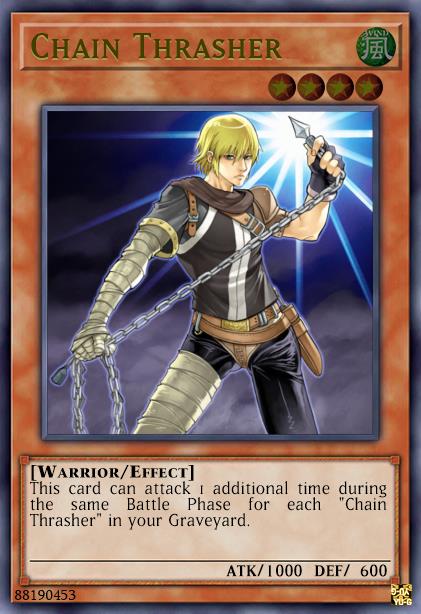 CHAIN THRASHER
WIND
風
[WARRIOR/EFFECT]
This card can attack 1 additional time during
the same Battle Phase for each "Chain
Thrasher" in your Graveyard.
ATK/1000 DEF/ 600
88190453